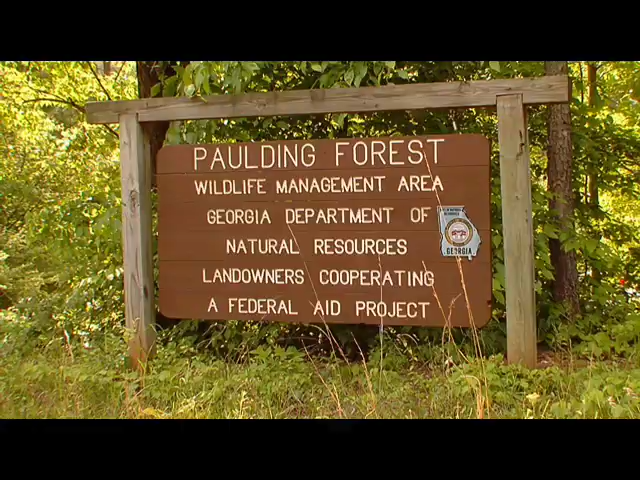 PAULDING FOREST
WILDLIFE MANAGEMENT AREA
GEORGIA DEPARTMENT OF
NATURAL RESOURCES
LANDOWNERS COOPERATING
A FEDERAL AID PROJECT
GEORGIA